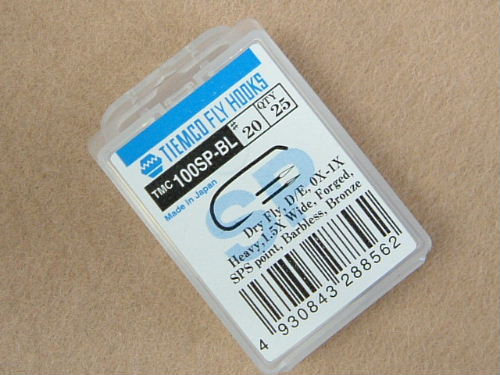 TIEMCO FLY HOOKS
TMC 100SP-BL
# 20
QTY 25
Made in Japan
SP
Dry Fly, D/E, 0X-1X
Heavy, 1.5X Wide, Forged,
SPS point, Barbless, Bronze
4 930843 288562